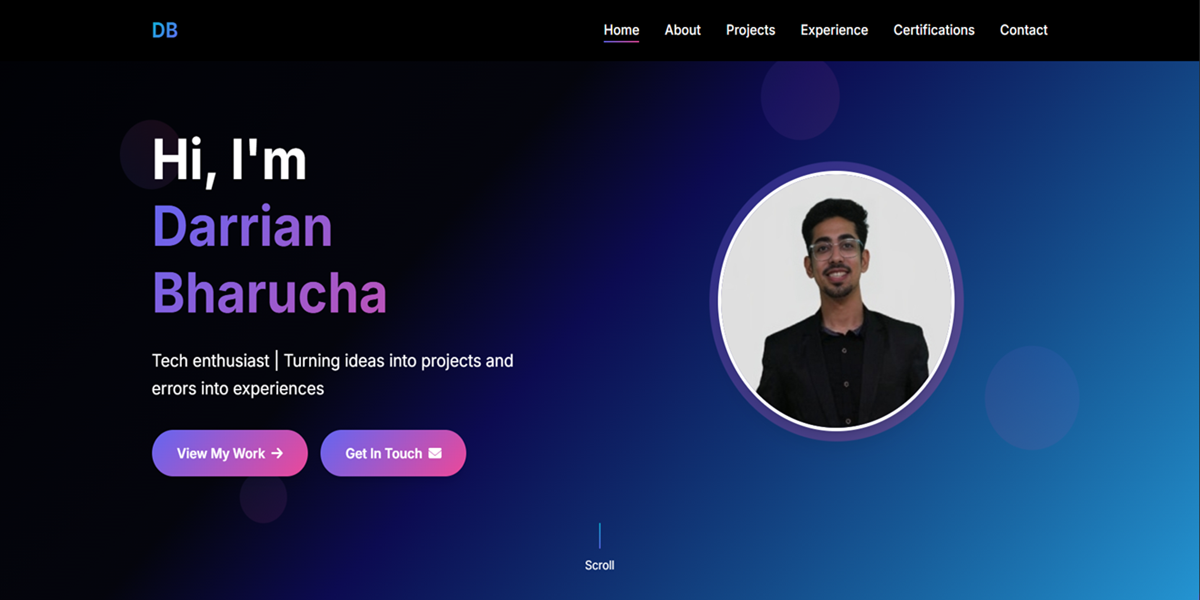 DB
Home About Projects Experience Certifications Contact
Hi, I'm
Darrian
Bharucha
Tech enthusiast | Turning ideas into projects and
errors into experiences
View My Work Get In Touch
Scroll